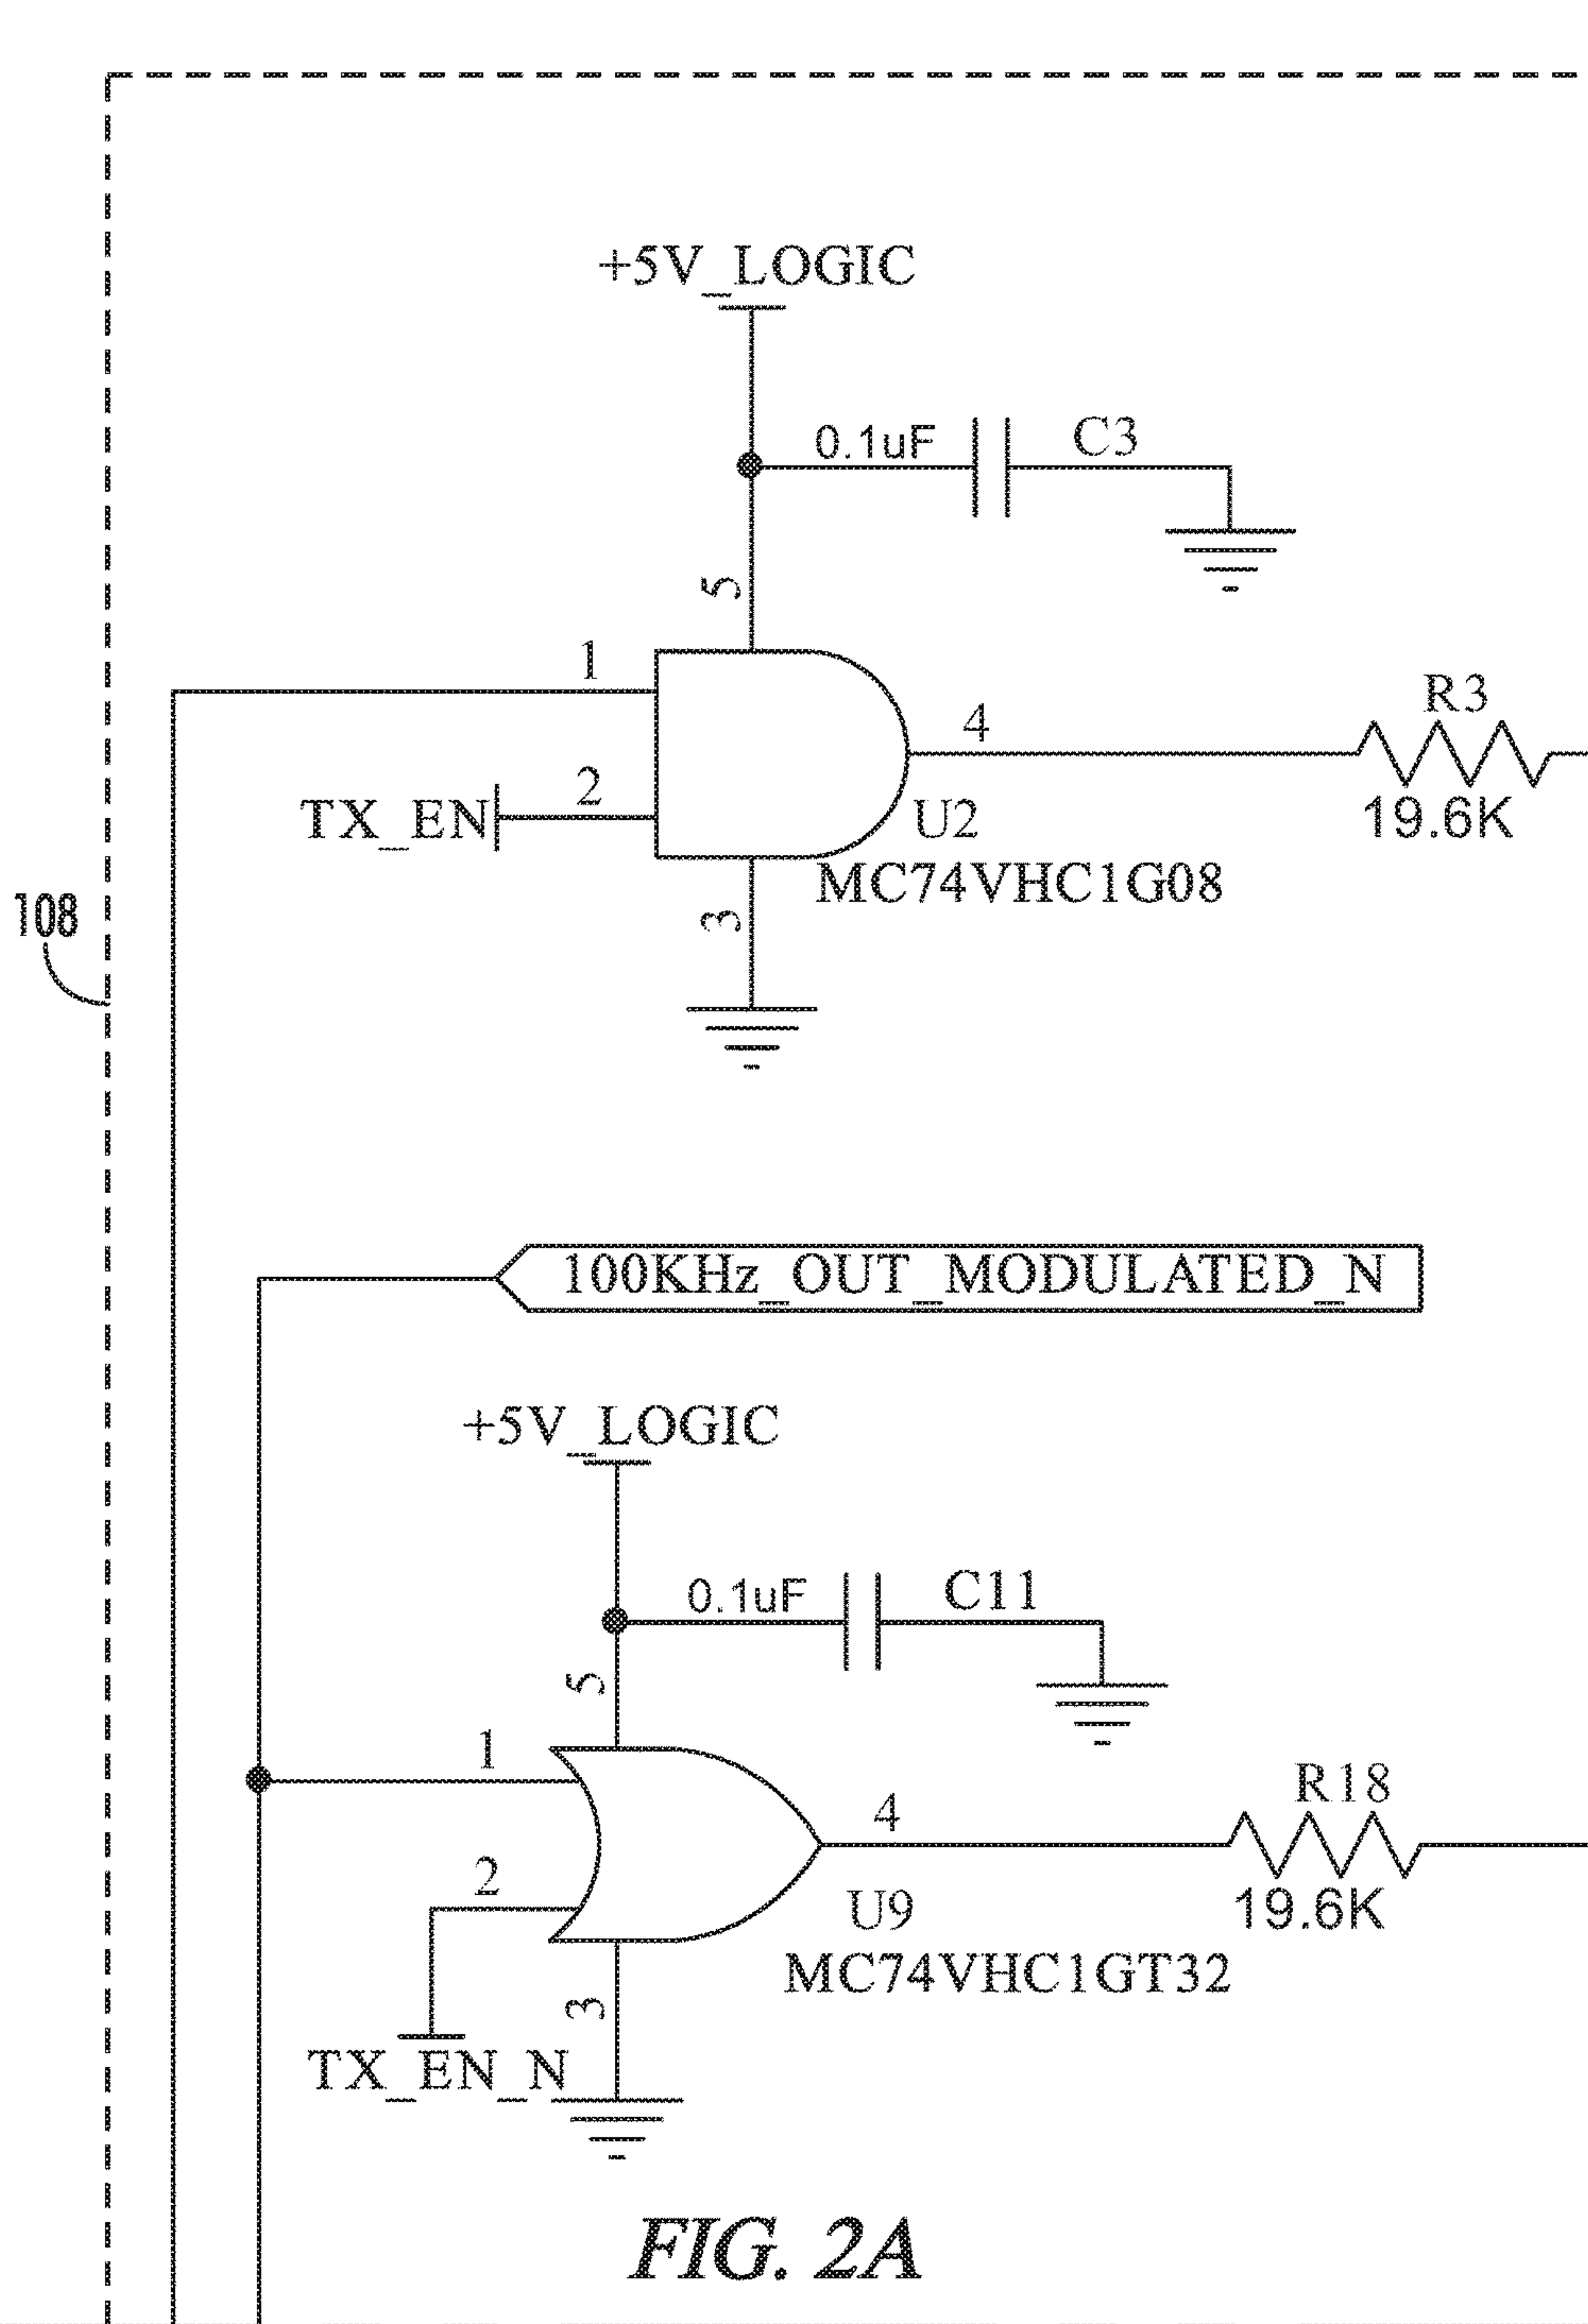 +5V_LOGIC
0.1uF
C3
5
1
R3
4
2
TX_EN
U2
19.6K
MC74VHC1G08
108
3
100KHz_OUT_MODULATED_N
+5V_LOGIC
0.1uF
C11
5
1
R18
4
2
U9
19.6K
MC74VHC1GT32
3
TX_EN_N
FIG. 2A